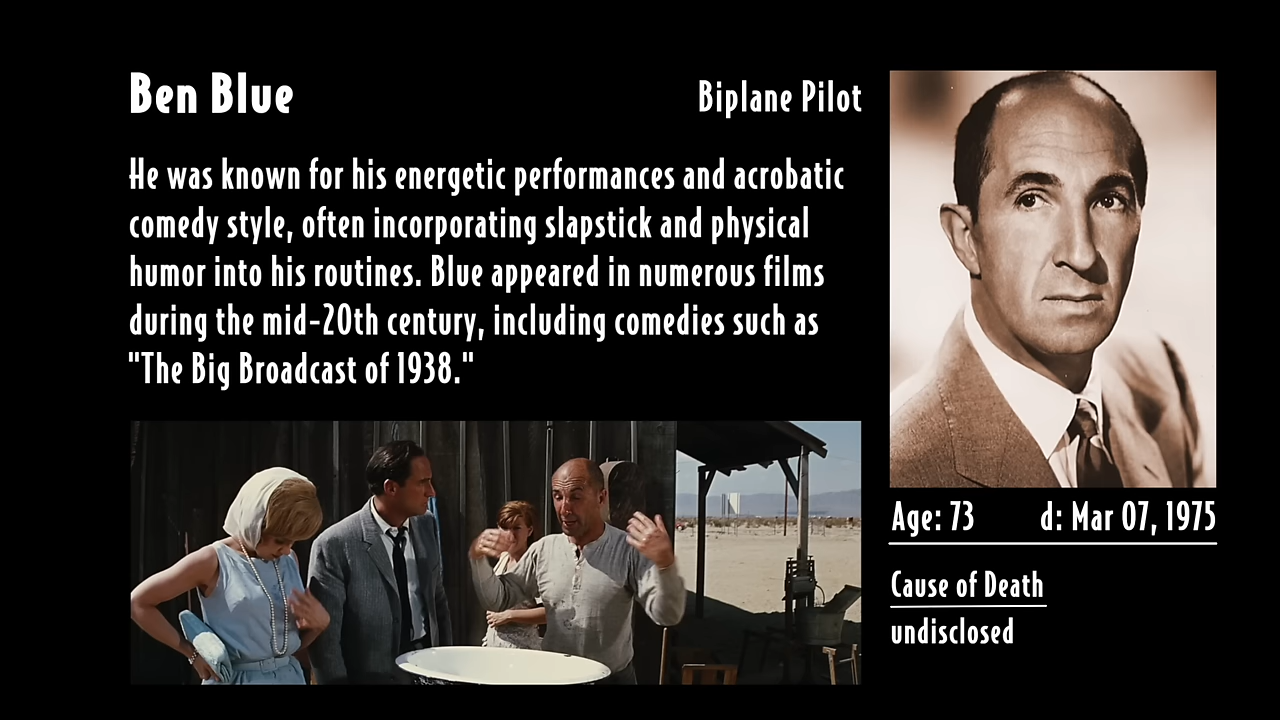 Ben Blue
Biplane Pilot
He was known for his energetic performances and acrobatic
comedy style, often incorporating slapstick and physical
humor into his routines. Blue appeared in numerous films
during the mid-20th century, including comedies such as
"The Big Broadcast of 1938."
Age: 73 d: Mar 07, 1975
Cause of Death
undisclosed